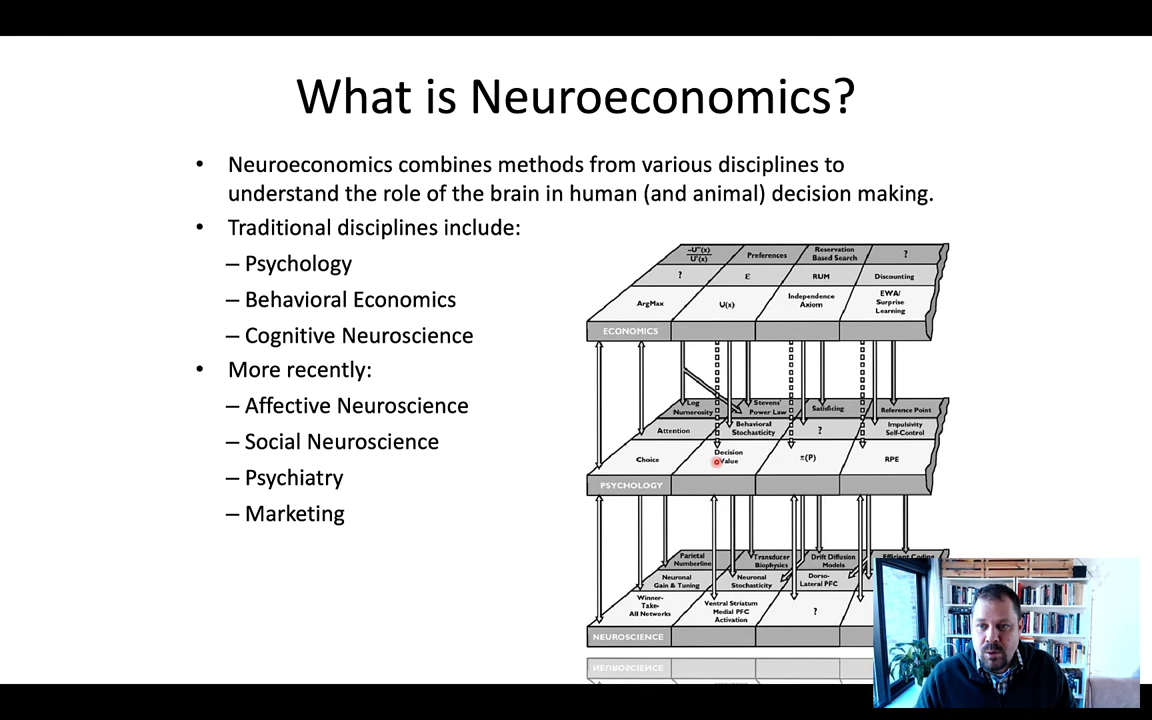 What is Neuroeconomics?
• Neuroeconomics combines methods from various disciplines to
understand the role of the brain in human (and animal) decision making.
• Traditional disciplines include:
– Psychology
– Behavioral Economics
– Cognitive Neuroscience
• More recently:
– Affective Neuroscience
– Social Neuroscience
– Psychiatry
– Marketing
-U''(x)
U'(x)
Preferences
Reservation
Based Search
?
?
ε
RUM
Discounting
ArgMax
U(x)
Independence
Axiom
EWA/
Surprise
Learning
ECONOMICS
Log
Numerosity
Stevens'
Power Law
Satisficing
Reference Point
Attention
Behavioral
Stochasticity
?
Impulsivity
Self-Control
Choice
Decision
Value
π(P)
RPE
PSYCHOLOGY
Parietal
Numberline
Transducer
Biophysics
Drift Diffusion
Models
Efficient Coding
Neuronal
Gain & Tuning
Neuronal
Stochasticity
Dorso-
Lateral PFC
Winner-
Take-
All Networks
Ventral Striatum
Medial PFC
Activation
?
NEUROSCIENCE
NEUROSCIENCE